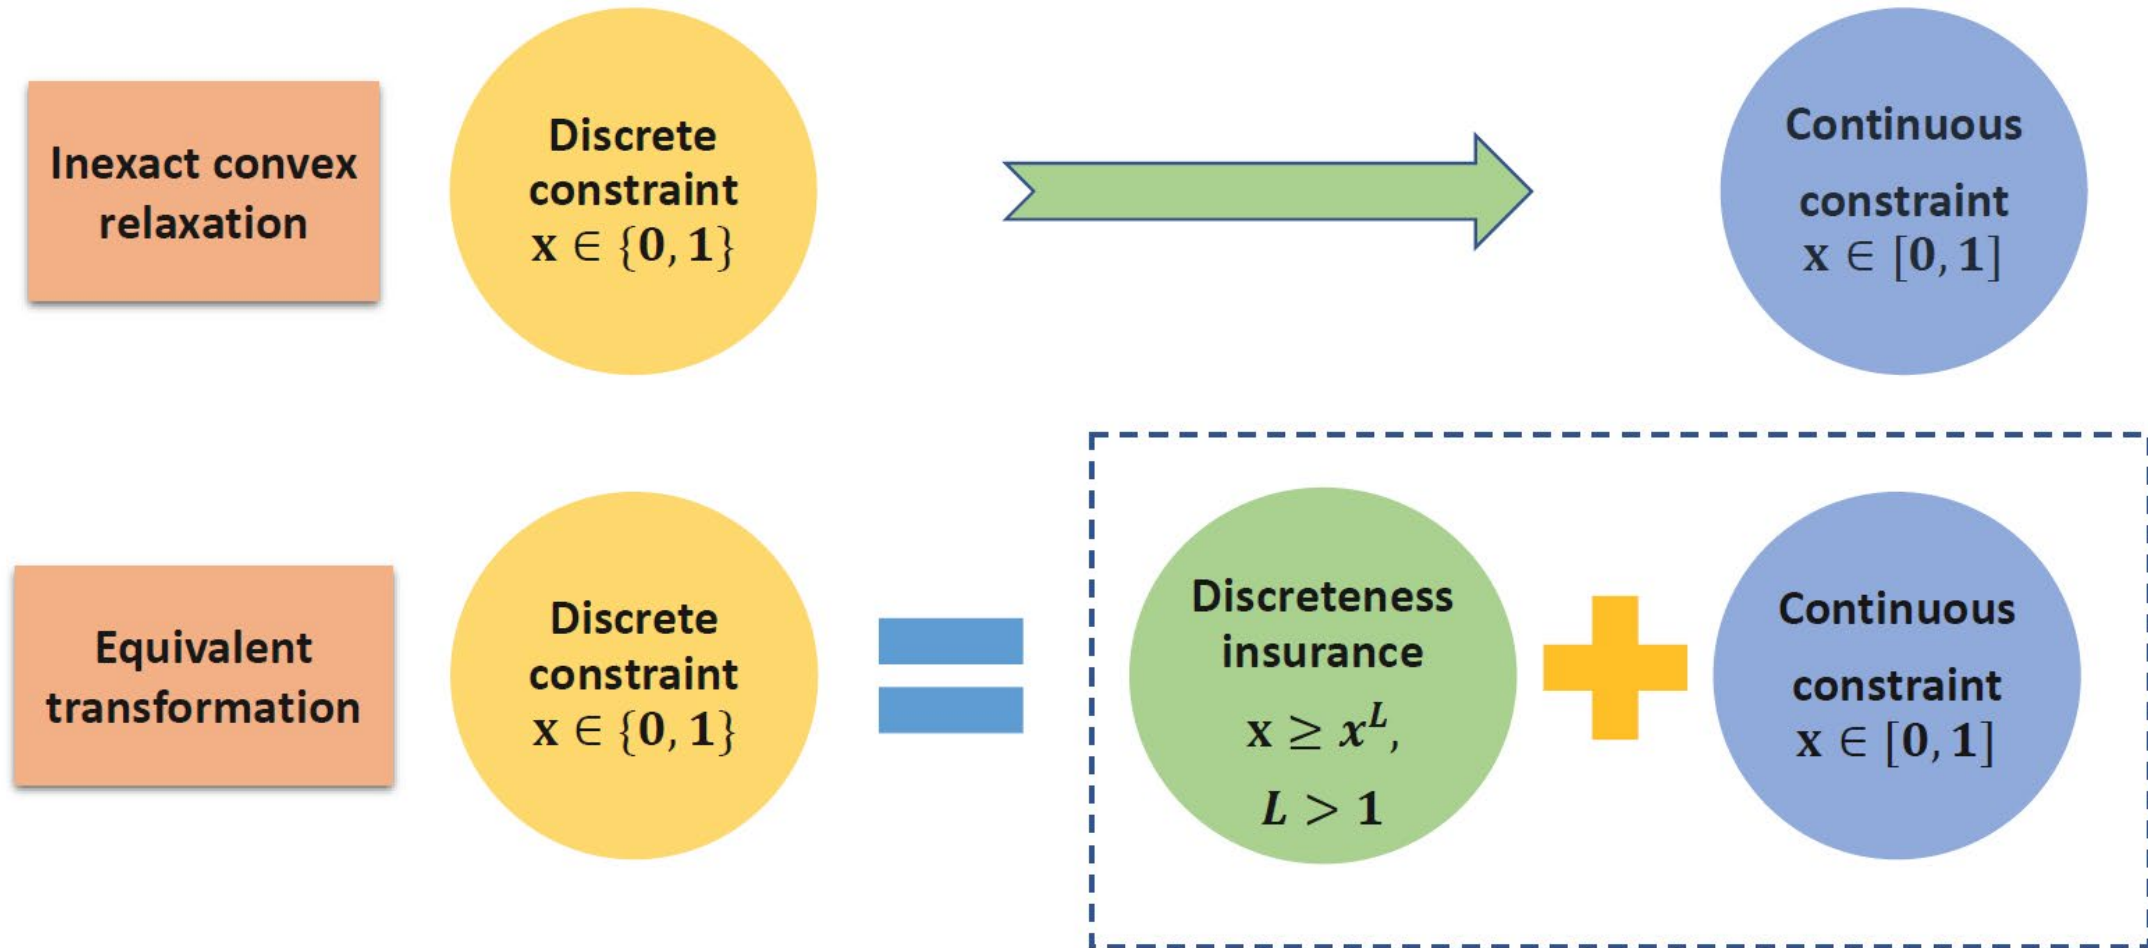 Inexact convex
relaxation
Discrete
constraint
x ∈ {0, 1}
Continuous
constraint
x ∈ [0, 1]
Equivalent
transformation
Discrete
constraint
x ∈ {0, 1}
Discreteness
insurance
x ≥ x^L,
L > 1
Continuous
constraint
x ∈ [0, 1]